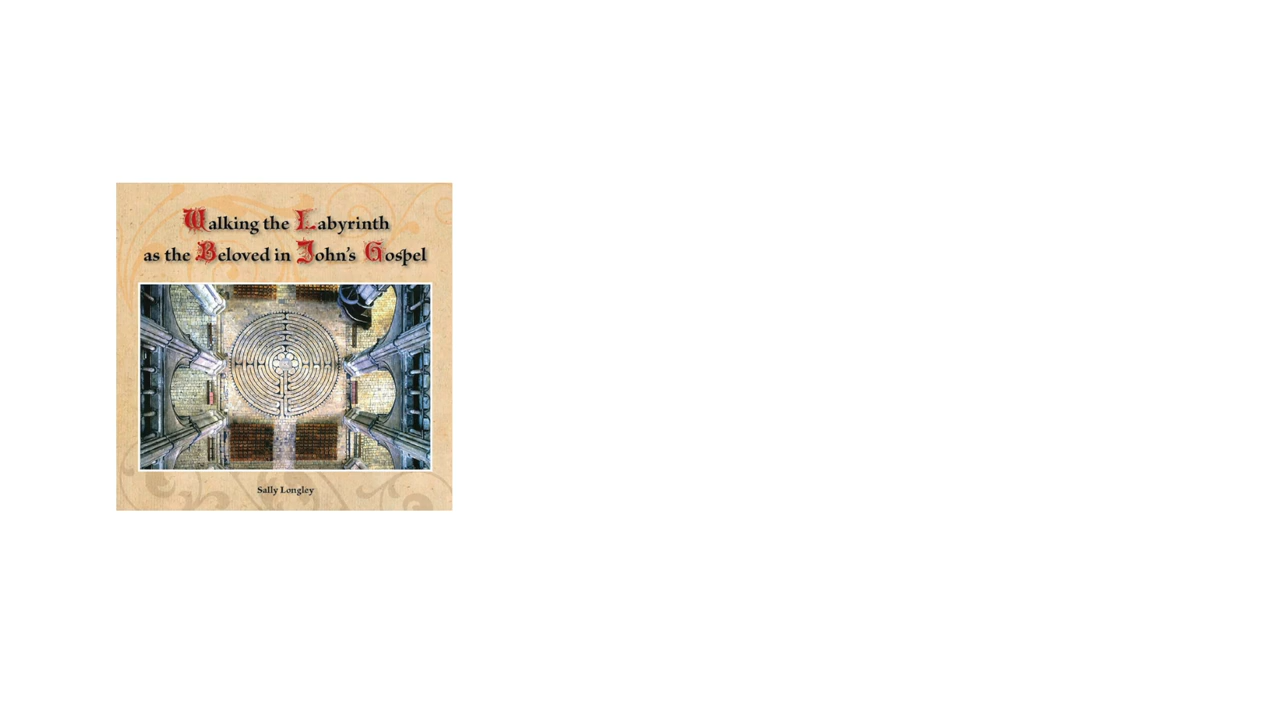 Walking the Labyrinth
as the Beloved in John's Gospel
Sally Longley